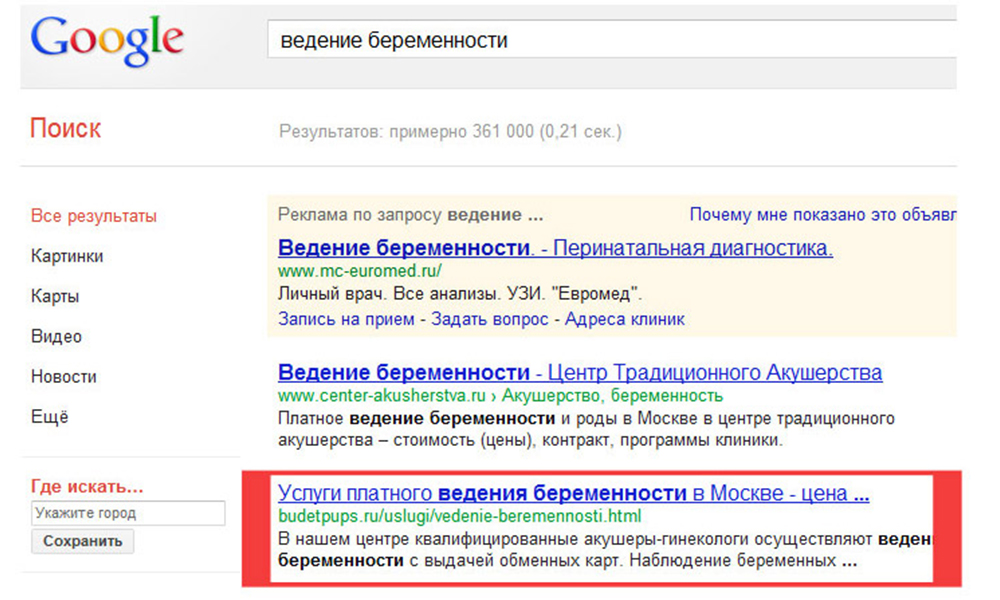 Google
ведение беременности
Поиск
Результатов: примерно 361 000 (0,21 сек.)
Все результаты
Картинки
Карты
Видео
Новости
Ещё
Где искать...
Укажите город
Сохранить
Реклама по запросу ведение ...
Почему мне показано это объявл
Ведение беременности. - Перинатальная диагностика.
www.mc-euromed.ru/
Личный врач. Все анализы. УЗИ. "Евромед".
Запись на прием - Задать вопрос - Адреса клиник
Ведение беременности - Центр Традиционного Акушерства
www.center-akusherstva.ru › Акушерство, беременность
Платное ведение беременности и роды в Москве в центре традиционного
акушерства – стоимость (цены), контракт, программы клиники.
Услуги платного ведения беременности в Москве - цена ...
budetpups.ru/uslugi/vedenie-beremennosti.html
В нашем центре квалифицированные акушеры-гинекологи осуществляют веден
беременности с выдачей обменных карт. Наблюдение беременных ...